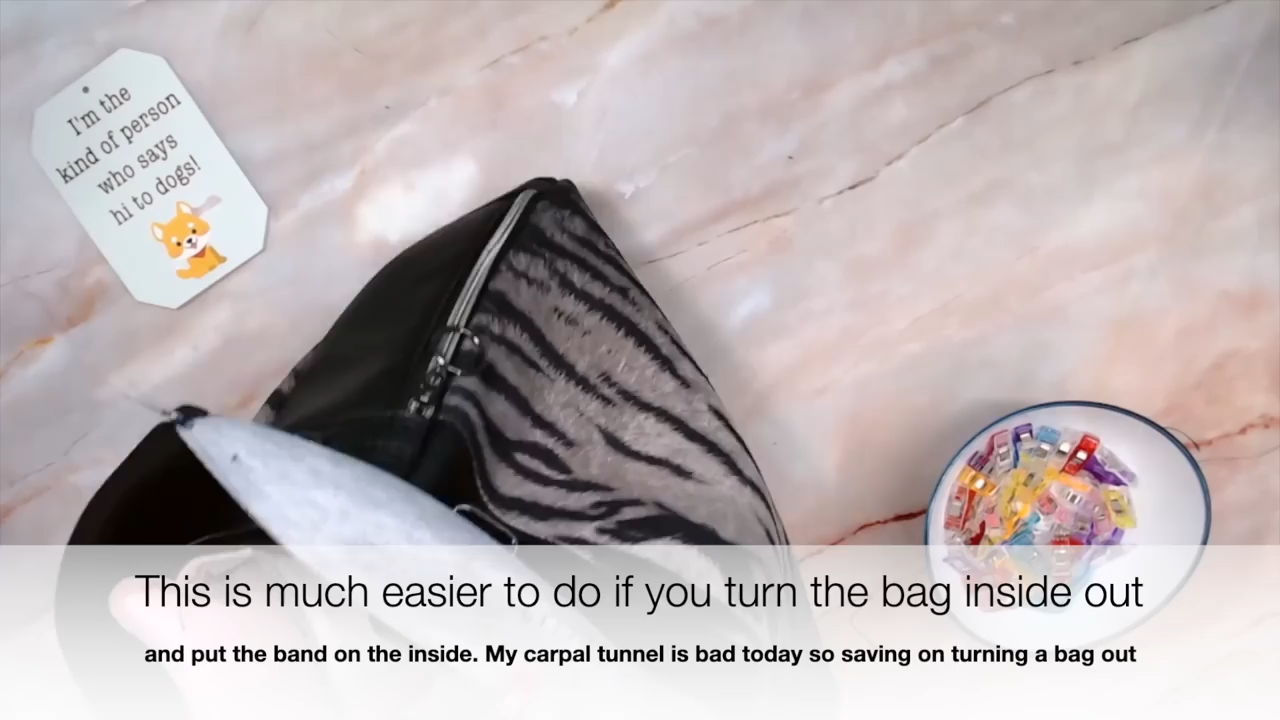 I'm the
kind of person
who says
hi to dogs!
This is much easier to do if you turn the bag inside out
and put the band on the inside. My carpal tunnel is bad today so saving on turning a bag out